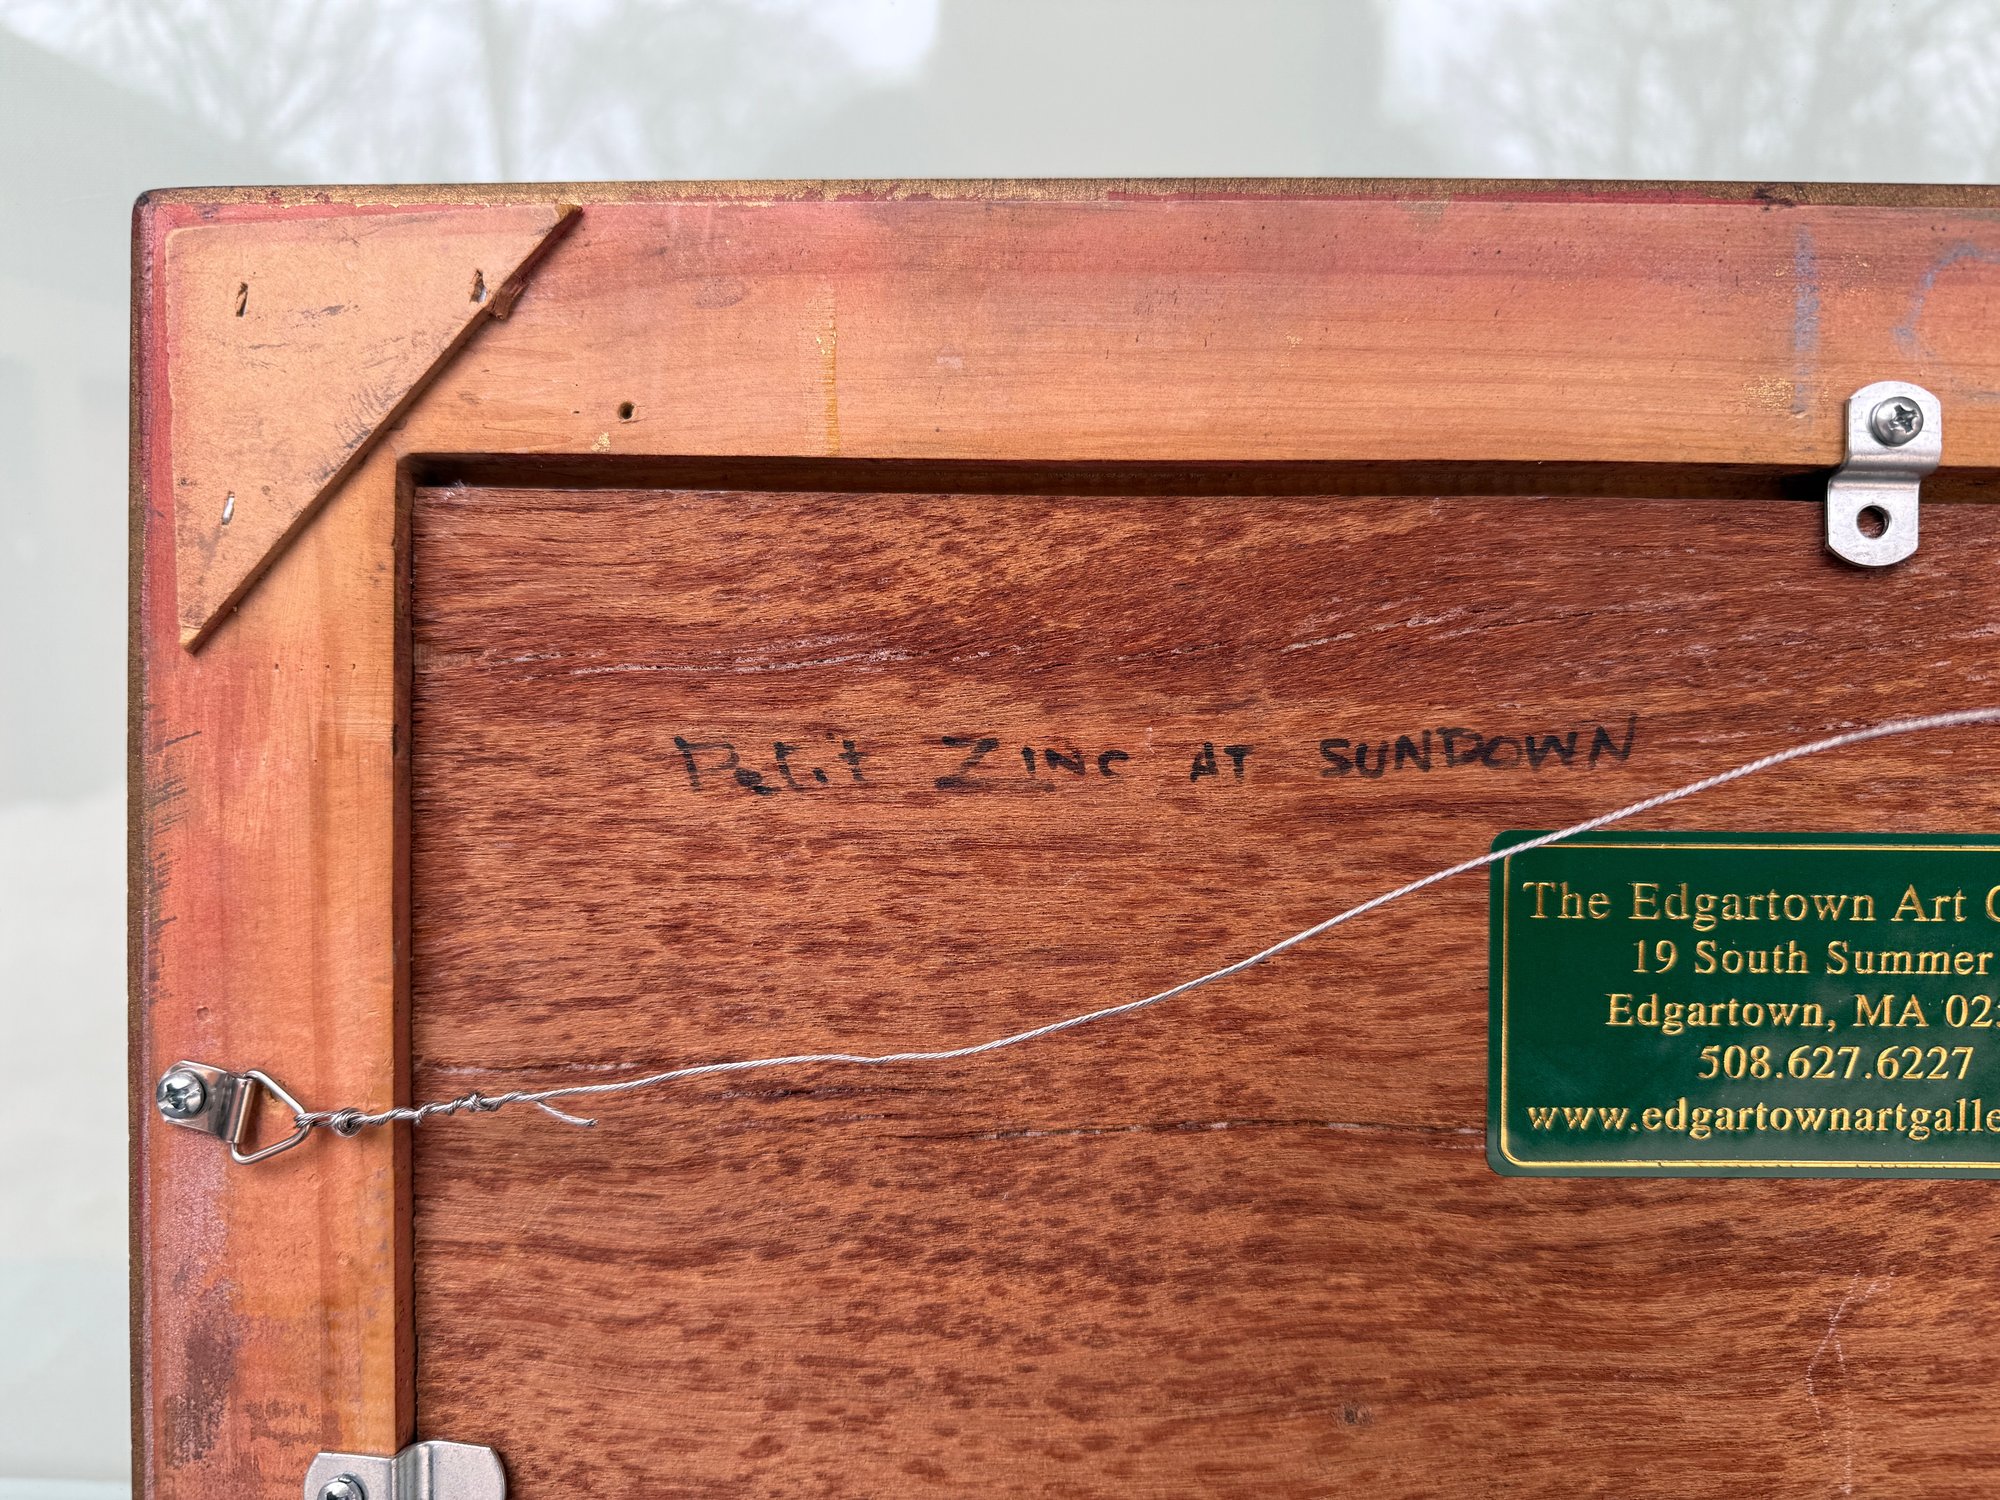 Petit Zinc AT SUNDOWN
The Edgartown Art
19 South Summer
Edgartown, MA
508.627.6227
www.edgartownartgalle